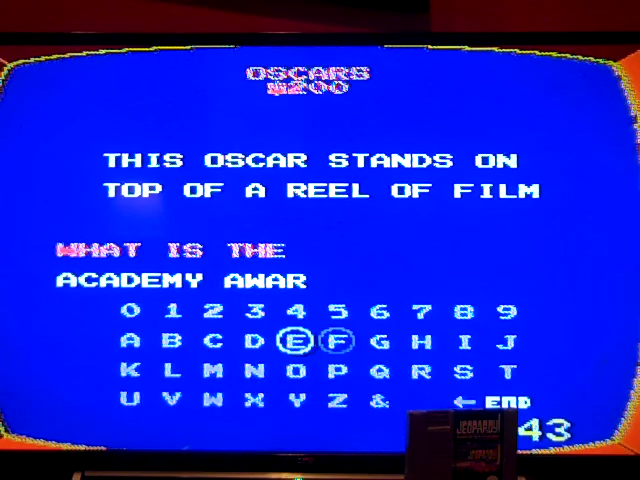 OSCARS
$200
THIS OSCAR STANDS ON
TOP OF A REEL OF FILM
WHAT IS THE
ACADEMY AWAR
0 1 2 3 4 5 6 7 8 9
A B C D E F G H I J
K L M N O P Q R S T
U V W X Y Z & ← END
43
JEOPARDY!